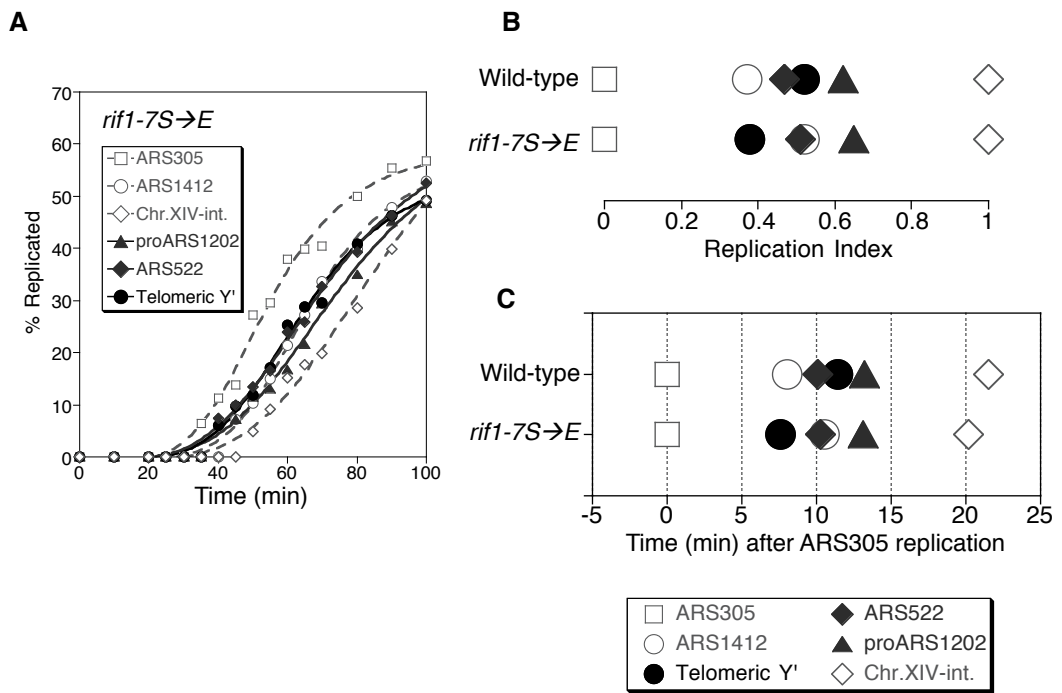 A
rif1-7S→E
ARS305
ARS1412
Chr.XIV-int.
proARS1202
ARS522
Telomeric Y'
% Replicated
70
60
50
40
30
20
10
0
0 20 40 60 80 100
Time (min)
B
Wild-type
rif1-7S→E
0 0.2 0.4 0.6 0.8 1
Replication Index
C
Wild-type
rif1-7S→E
-5 0 5 10 15 20 25
Time (min) after ARS305 replication
ARS305 ARS522
ARS1412 proARS1202
Telomeric Y' Chr.XIV-int.